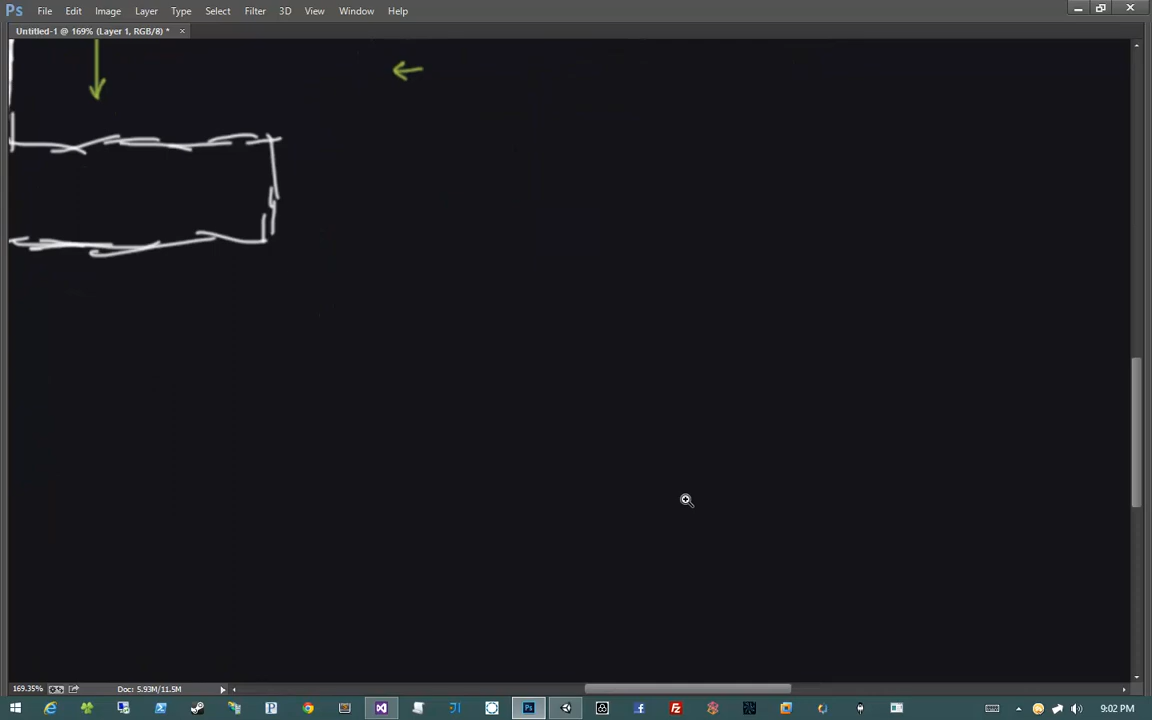 Ps File Edit Image Layer Type Select Filter 3D View Window Help
Untitled-1 @ 169% (Layer 1, RGB/8) *
169.35% Doc: 5.93M/11.5M
9:02 PM